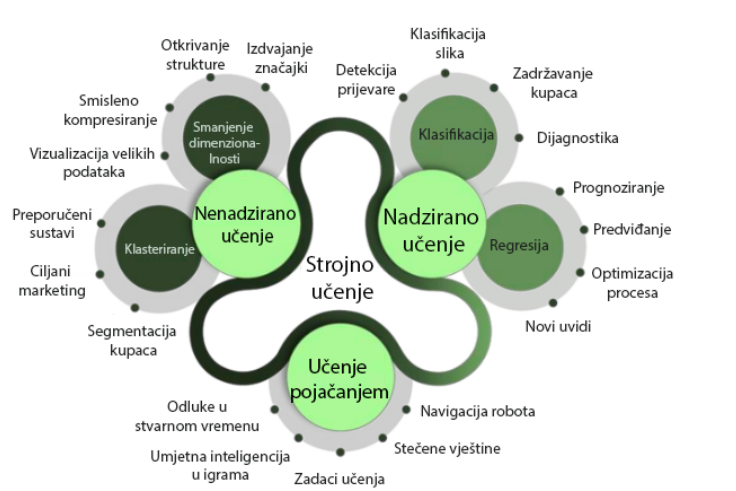 Klasifikacija
slika
Otkrivanje
strukture
Izdvajanje
značajki
Detekcija
prijevare
Zadržavanje
kupaca
Smisleno
kompresiranje
Smanjenje
dimenziona-
lnosti
Klasifikacija
Dijagnostika
Vizualizacija velikih
podataka
Prognoziranje
Preporučeni
sustavi
Nenadzirano
učenje
Nadzirano
učenje
Predviđanje
Klasteriranje
Regresija
Ciljani
marketing
Strojno
učenje
Optimizacija
procesa
Segmentacija
kupaca
Novi uvidi
Učenje
pojačanjem
Odluke u
stvarnom vremenu
Navigacija robota
Umjetna inteligencija
u igrama
Stečene vještine
Zadaci učenja